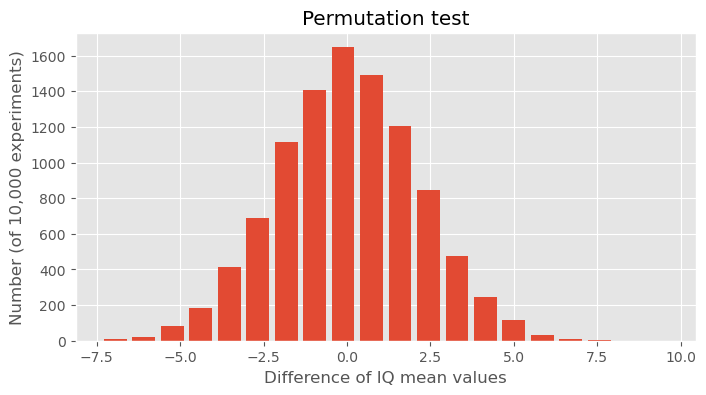 Permutation test
Number (of 10,000 experiments)
1600
1400
1200
1000
800
600
400
200
0
−7.5 −5.0 −2.5 0.0 2.5 5.0 7.5 10.0
Difference of IQ mean values